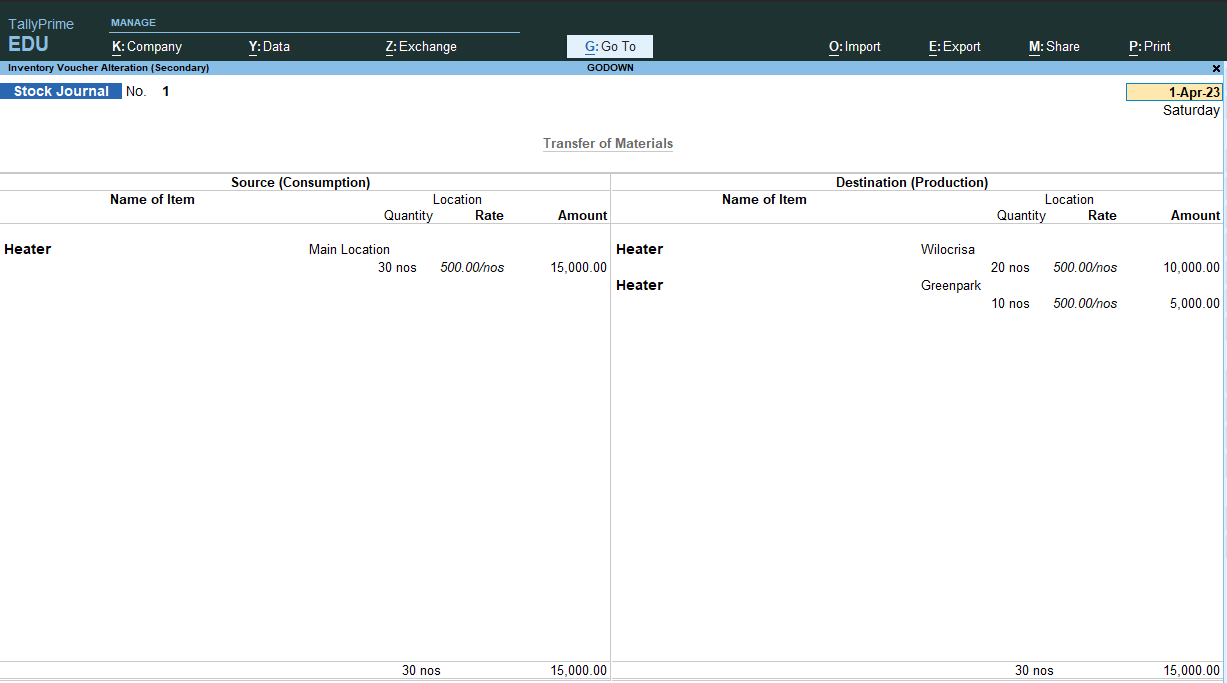 TallyPrime
EDU
MANAGE
K: Company Y: Data Z: Exchange G: Go To O: Import E: Export M: Share P: Print
Inventory Voucher Alteration (Secondary) GODOWN ×
Stock Journal No. 1 1-Apr-23
Saturday
Transfer of Materials
Source (Consumption) Destination (Production)
Name of Item Location Name of Item Location
Quantity Rate Amount Quantity Rate Amount
Heater Main Location Heater Wilocrisa
30 nos 500.00/nos 15,000.00 20 nos 500.00/nos 10,000.00
Heater Greenpark
10 nos 500.00/nos 5,000.00
30 nos 15,000.00 30 nos 15,000.00